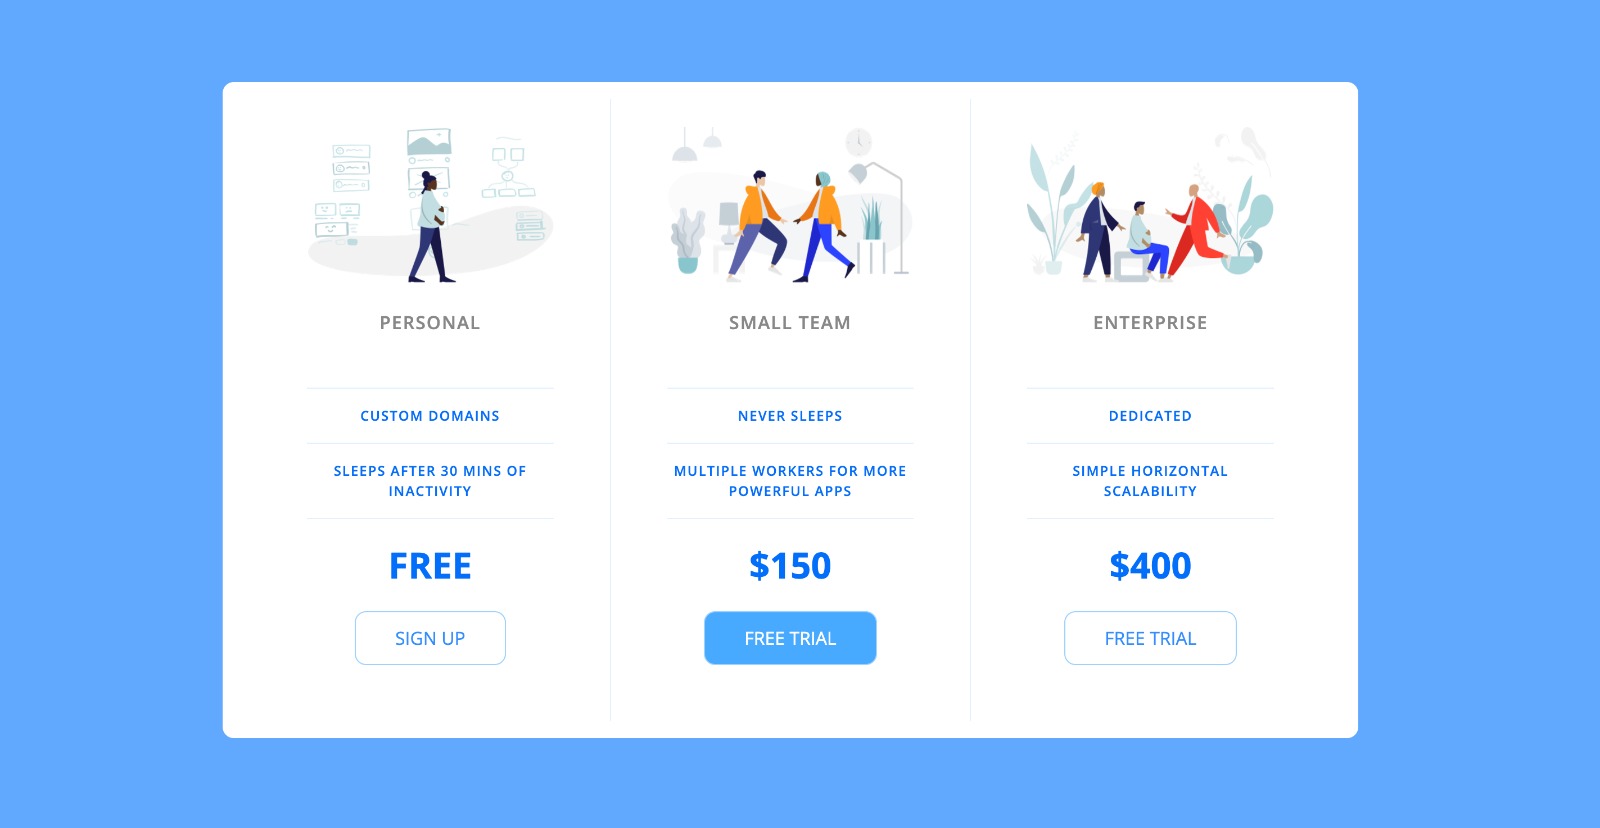 PERSONAL
CUSTOM DOMAINS
SLEEPS AFTER 30 MINS OF
INACTIVITY
FREE
SIGN UP
SMALL TEAM
NEVER SLEEPS
MULTIPLE WORKERS FOR MORE
POWERFUL APPS
$150
FREE TRIAL
ENTERPRISE
DEDICATED
SIMPLE HORIZONTAL
SCALABILITY
$400
FREE TRIAL